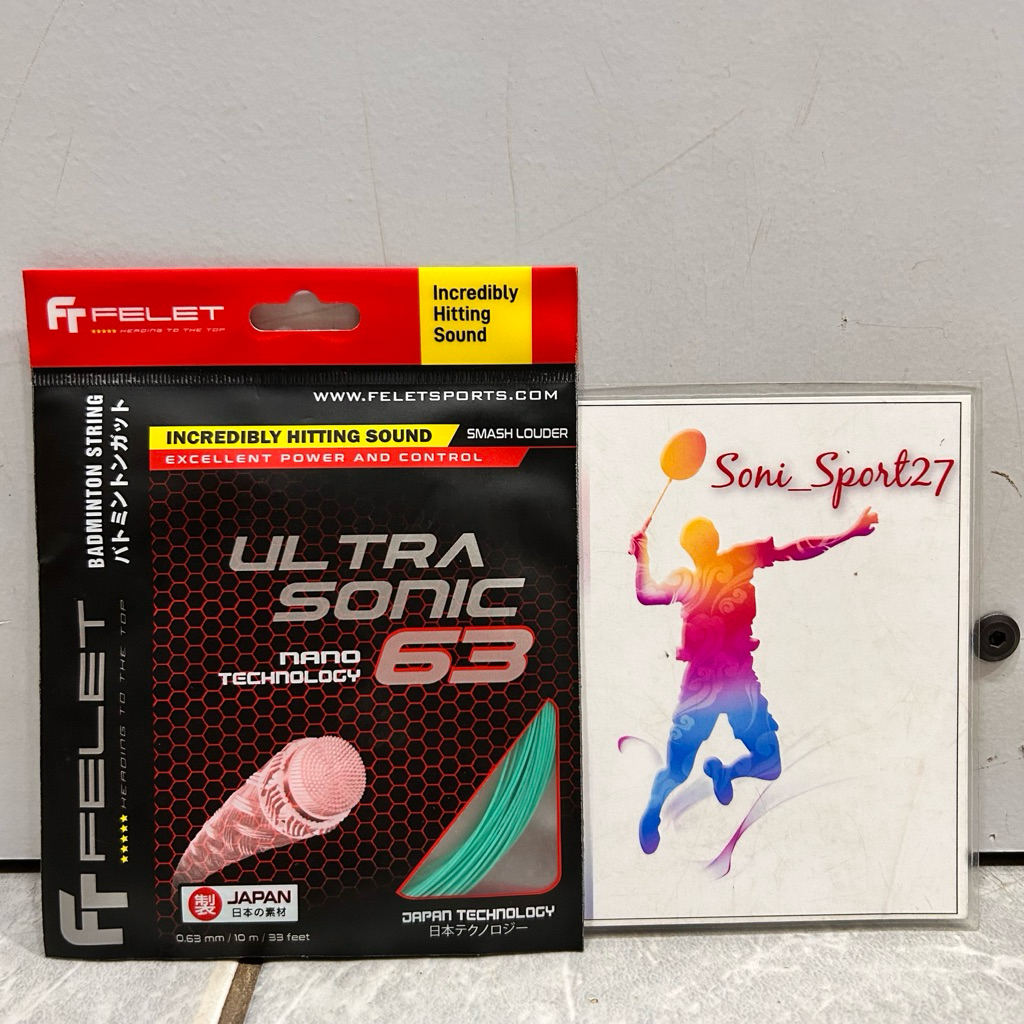 FELET
HEADING TO THE TOP
Incredibly
Hitting
Sound
WWW.FELETSPORTS.COM
INCREDIBLY HITTING SOUND
SMASH LOUDER
EXCELLENT POWER AND CONTROL
BADMINTON STRING
バトミントンガット
FELET
HEADING TO THE TOP
ULTRA
SONIC
63
NANO
TECHNOLOGY
製 JAPAN
日本の素材
0.63 mm / 10 m / 33 feet
JAPAN TECHNOLOGY
日本テクノロジー
Soni_Sport27